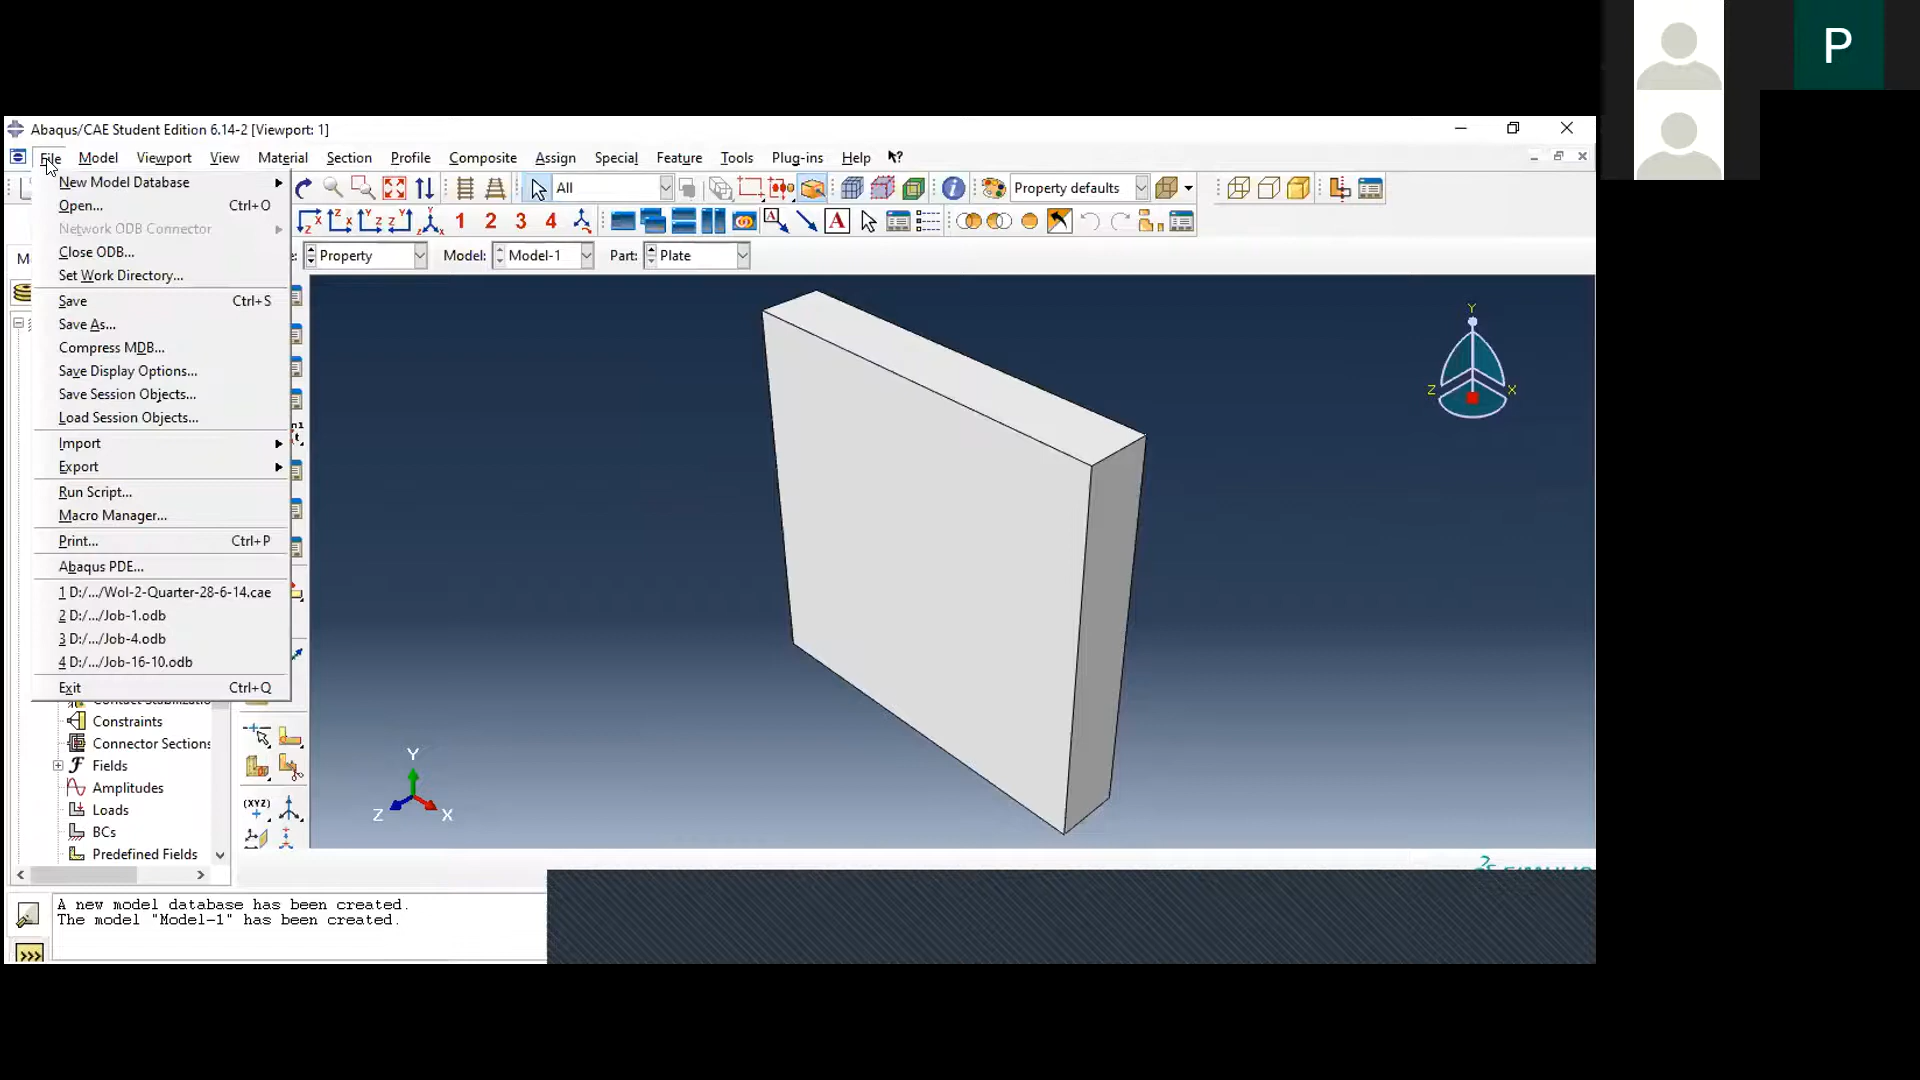 P
Abaqus/CAE Student Edition 6.14-2 [Viewport: 1]
File Model Viewport View Material Section Profile Composite Assign Special Feature Tools Plug-ins Help
New Model Database
Open... Ctrl+O
Network ODB Connector
Close ODB...
Set Work Directory...
Save Ctrl+S
Save As...
Compress MDB...
Save Display Options...
Save Session Objects...
Load Session Objects...
Import
Export
Run Script...
Macro Manager...
Print... Ctrl+P
Abaqus PDE...
1 D:/.../Wol-2-Quarter-28-6-14.cae
2 D:/.../Job-1.odb
3 D:/.../Job-4.odb
4 D:/.../Job-16-10.odb
Exit Ctrl+Q
All
Property defaults
1 2 3 4
A
Property Model: Model-1 Part: Plate
Y
Z X
Constraints
Connector Sections
Fields
Amplitudes
Loads
BCs
Predefined Fields
(XYZ)
Y
Z X
A new model database has been created.
The model "Model-1" has been created.
>>>